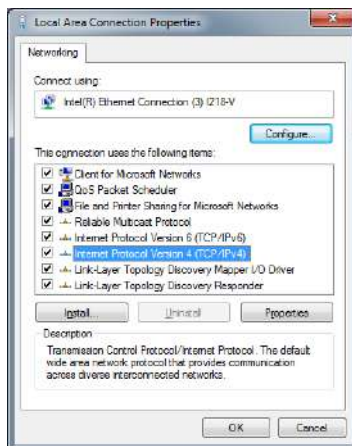 Local Area Connection Properties
Networking
Connect using:
Intel(R) Ethernet Connection (3) I218-V
Configure...
This connection uses the following items:
Client for Microsoft Networks
QoS Packet Scheduler
File and Printer Sharing for Microsoft Networks
Reliable Multicast Protocol
Internet Protocol Version 6 (TCP/IPv6)
Internet Protocol Version 4 (TCP/IPv4)
Link-Layer Topology Discovery Mapper I/O Driver
Link-Layer Topology Discovery Responder
Install... Uninstall Properties
Description
Transmission Control Protocol/Internet Protocol. The default
wide area network protocol that provides communication
across diverse interconnected networks.
OK Cancel